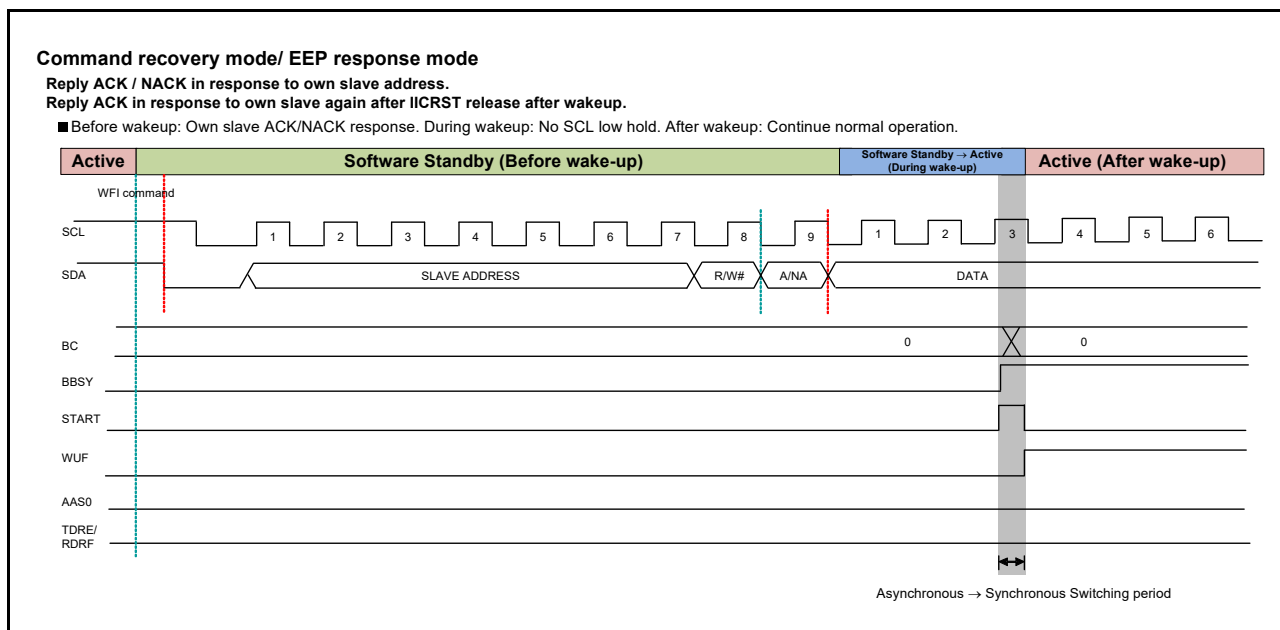 Command recovery mode/ EEP response mode
Reply ACK / NACK in response to own slave address.
Reply ACK in response to own slave again after IICRST release after wakeup.
■ Before wakeup: Own slave ACK/NACK response. During wakeup: No SCL low hold. After wakeup: Continue normal operation.
Active
Software Standby (Before wake-up)
Software Standby → Active
(During wake-up)
Active (After wake-up)
WFI command
SCL
1 2 3 4 5 6 7 8 9 1 2 3 4 5 6
SDA
SLAVE ADDRESS R/W# A/NA DATA
BC
0 0
BBSY
START
WUF
AAS0
TDRE/
RDRF
Asynchronous → Synchronous Switching period